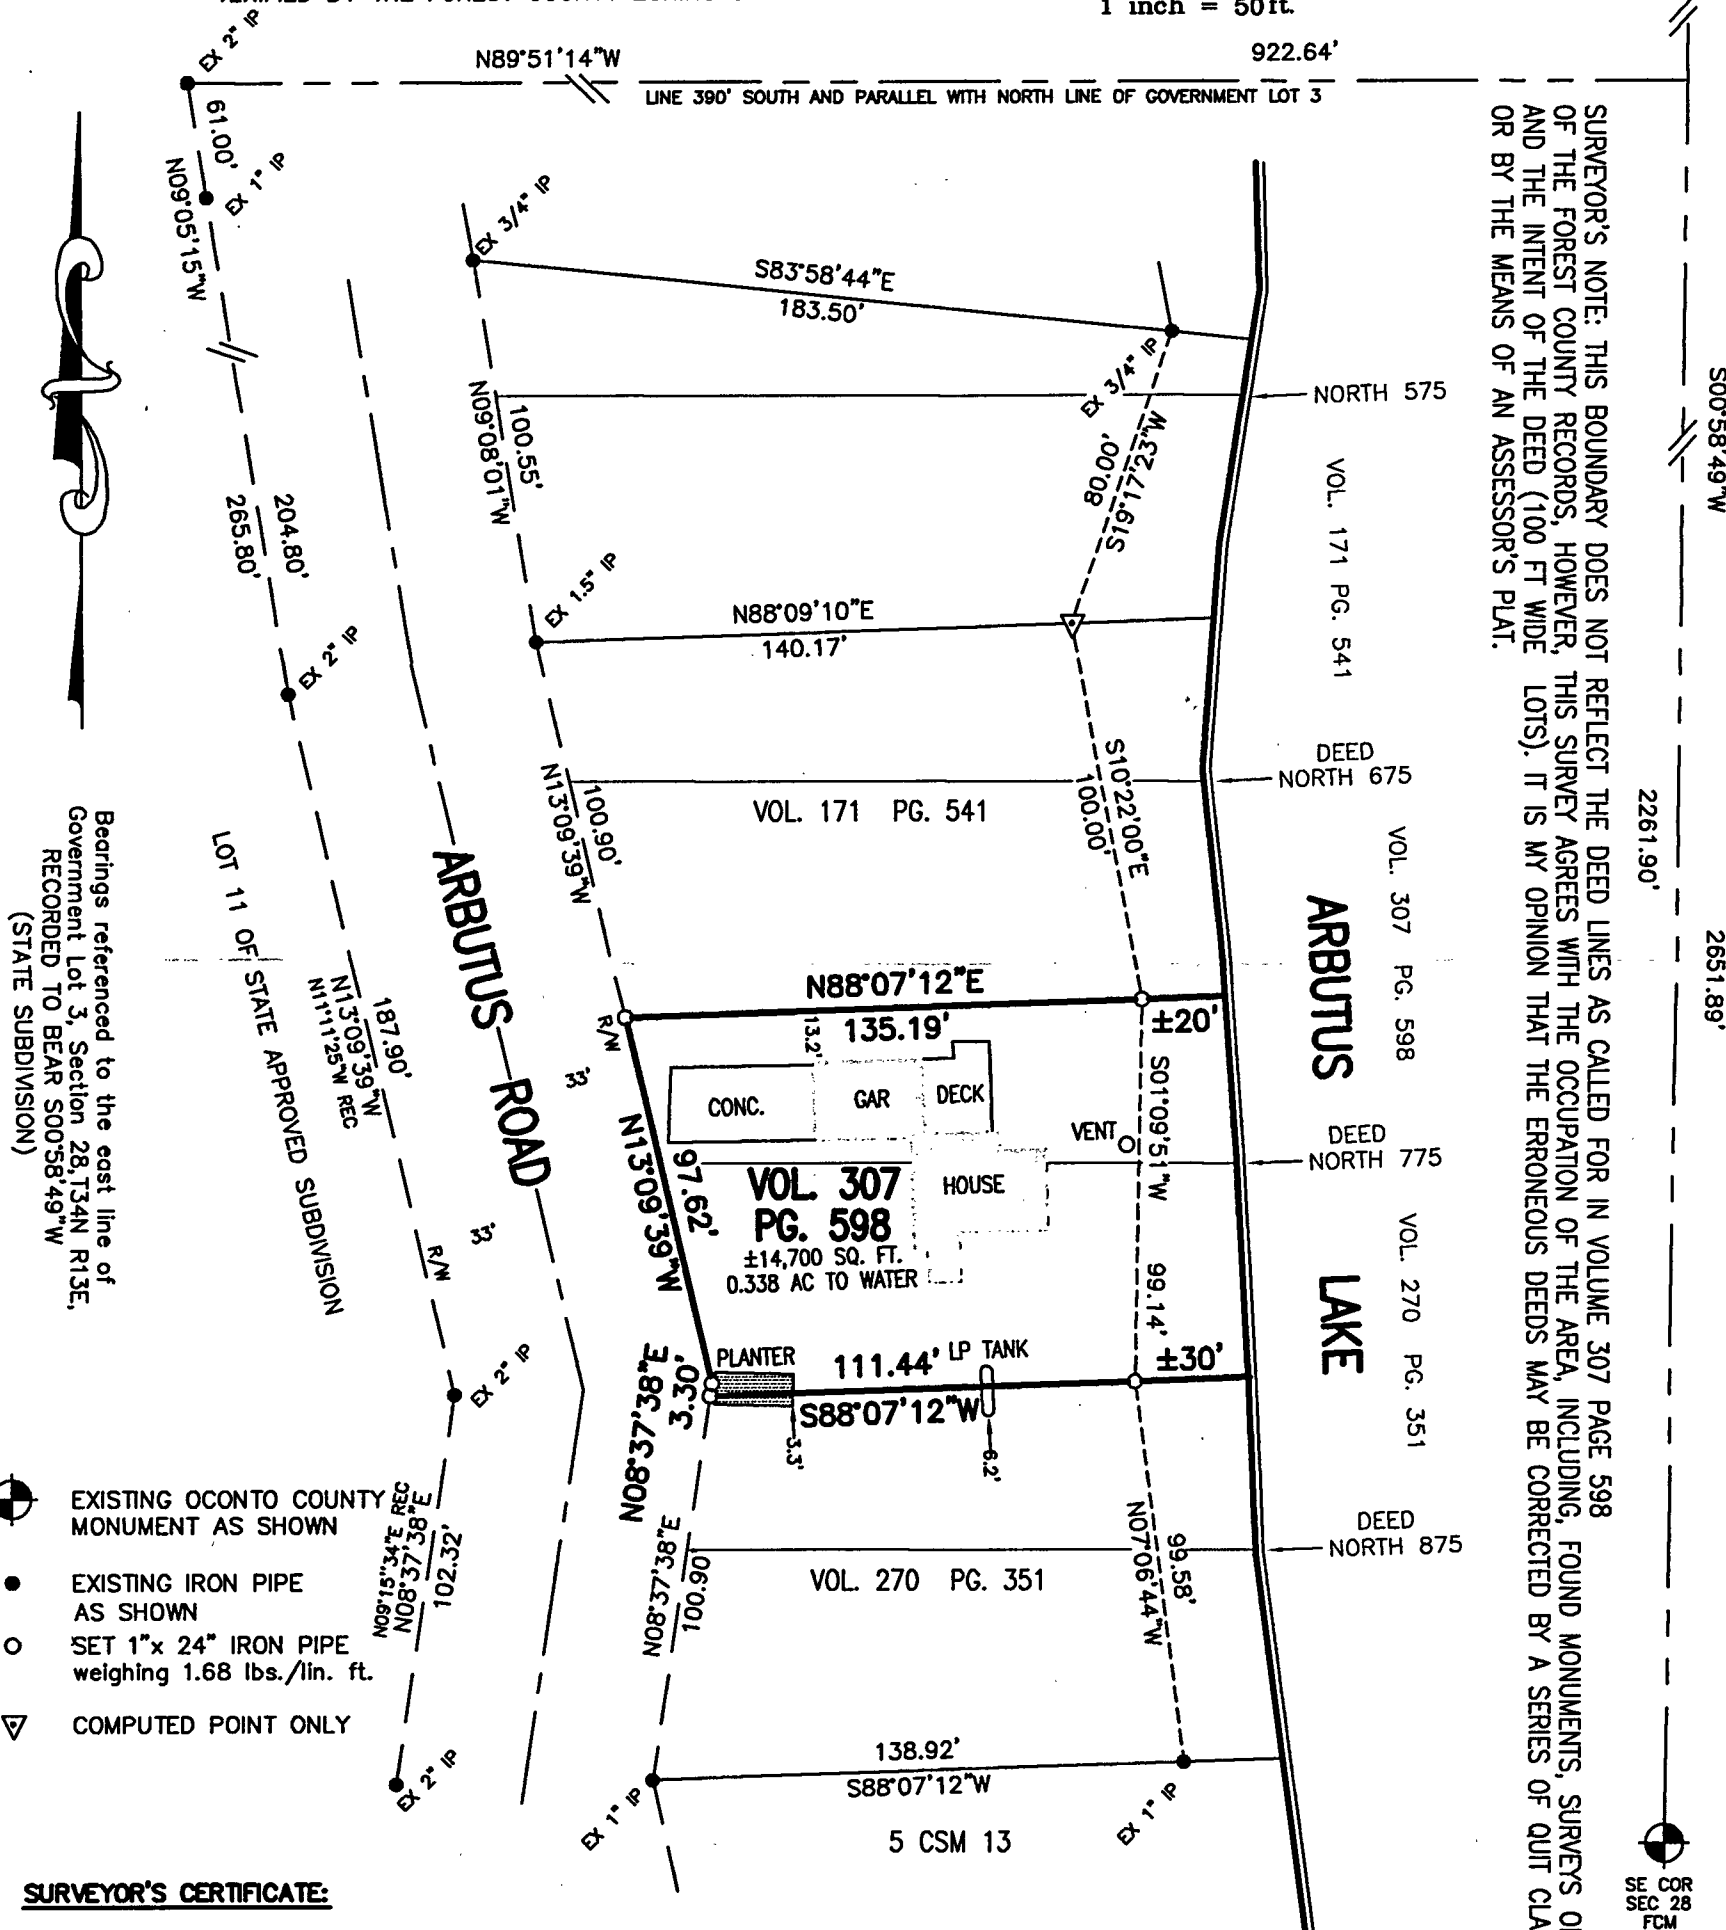 1 inch = 50ft.
EX 2" IP
N89°51'14"W
922.64'
LINE 390' SOUTH AND PARALLEL WITH NORTH LINE OF GOVERNMENT LOT 3
61.00'
N09°05'15"W
EX 1" IP
EX 3/4" IP
S83°58'44"E
183.50'
EX 3/4" IP
NORTH 575
100.55'
N09°08'01"W
80.00'
S19°17'23"W
VOL. 171 PG. 541
S00°58'49"W
204.80'
265.80'
EX 1.5" IP
N88°09'10"E
140.17'
EX 2" IP
DEED
NORTH 675
100.90'
N13°09'39"W
VOL. 171 PG. 541
S10°22'00"E
100.00'
2261.90'
2651.89'
SURVEYOR'S NOTE: THIS BOUNDARY DOES NOT REFLECT THE DEED LINES AS CALLED FOR IN VOLUME 307 PAGE 598
OF THE FOREST COUNTY RECORDS, HOWEVER, THIS SURVEY AGREES WITH THE OCCUPATION OF THE AREA, INCLUDING, FOUND MONUMENTS, SURVEYS
AND THE INTENT OF THE DEED (100 FT WIDE LOTS). IT IS MY OPINION THAT THE ERRONEOUS DEEDS MAY BE CORRECTED BY A SERIES OF QUIT
OR BY THE MEANS OF AN ASSESSOR'S PLAT.
VOL. 307 PG. 598
ARBUTUS LAKE
ARBUTUS ROAD
LOT 11 OF STATE APPROVED SUBDIVISION
187.90'
N13°09'39"W
N11°11'25"W REC
Bearings referenced to the east line of
Government Lot 3, Section 28,T34N R13E,
RECORDED TO BEAR S00°58'49"W
(STATE SUBDIVISION)
N88°07'12"E
135.19'
±20'
R/W
33'
13.2'
CONC.
GAR
DECK
VENT
S01°09'51"W
99.14'
DEED
NORTH 775
HOUSE
97.62'
N13°09'39"W
VOL. 307
PG. 598
±14,700 SQ. FT.
0.338 AC TO WATER
33'
R/W
VOL. 270 PG. 351
EX 2" IP
PLANTER
111.44'
LP TANK
±30'
S88°07'12"W
N08°37'38"E
3.30'
3.3'
6.2'
N09°15'34"E REC
N08°37'38"E
102.32'
N08°37'38"E
100.90'
99.58'
N07°06'44"W
DEED
NORTH 875
VOL. 270 PG. 351
EXISTING OCONTO COUNTY
MONUMENT AS SHOWN
EXISTING IRON PIPE
AS SHOWN
SET 1"x 24" IRON PIPE
weighing 1.68 lbs./lin. ft.
COMPUTED POINT ONLY
EX 2" IP
138.92'
S88°07'12"W
EX 1" IP
EX 1" IP
5 CSM 13
SE COR
SEC 28
FCM
SURVEYOR'S CERTIFICATE: